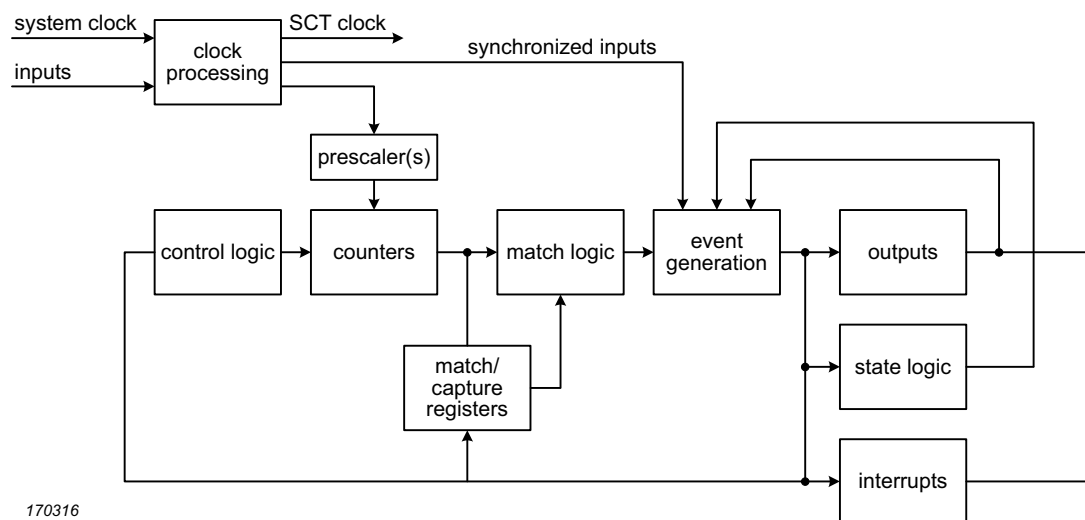 system clock
SCT clock
inputs
clock
processing
synchronized inputs
prescaler(s)
control logic
counters
match logic
event
generation
outputs
match/
capture
registers
state logic
interrupts
170316